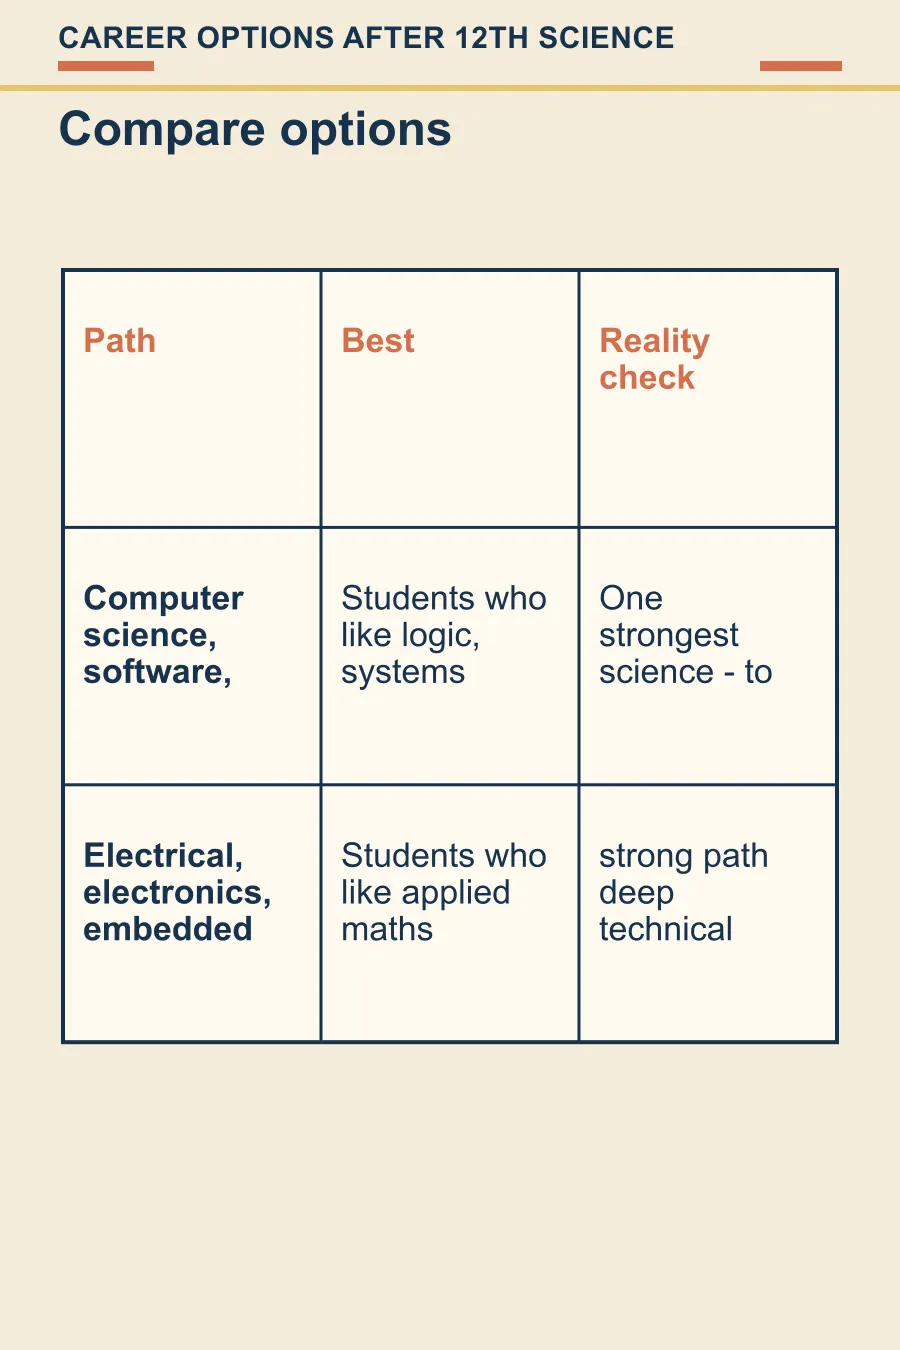 CAREER OPTIONS AFTER 12TH SCIENCE
Compare options
Path
Best
Reality
check
Computer
science,
software,
Students who
like logic,
systems
One
strongest
science - to
Electrical,
electronics,
embedded
Students who
like applied
maths
strong path
deep
technical